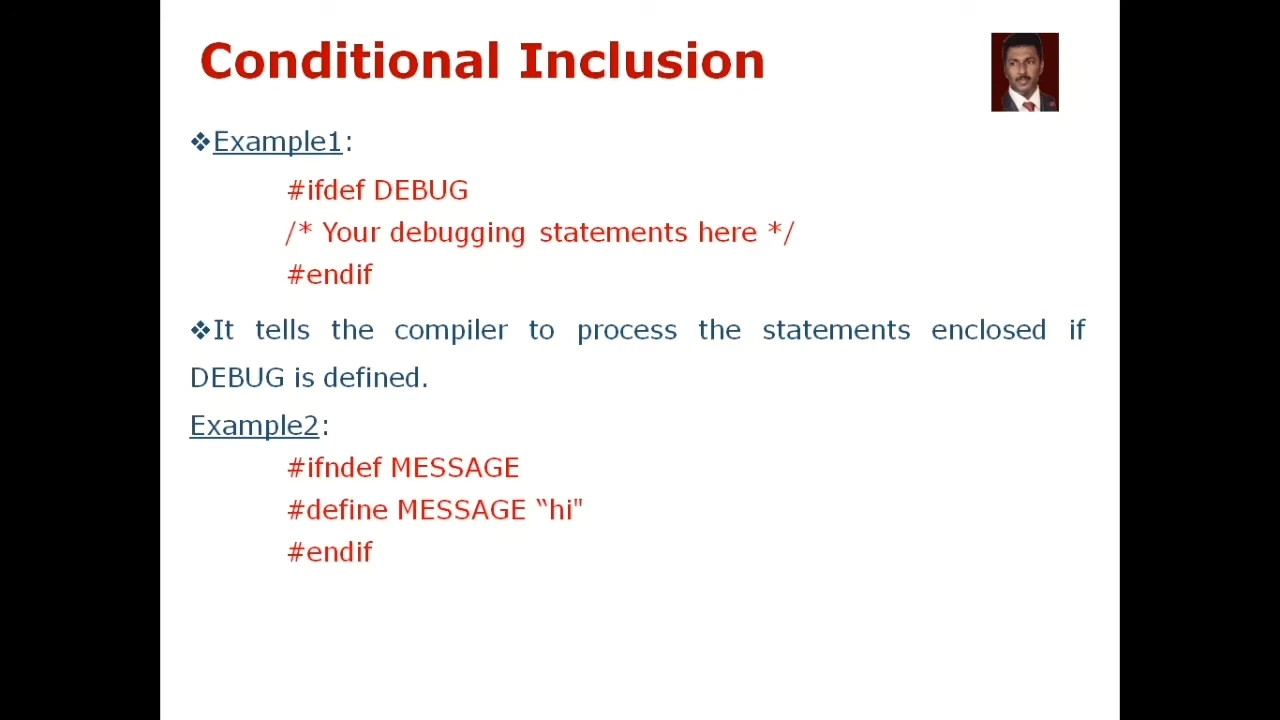 Conditional Inclusion
❖Example1:
#ifdef DEBUG
/* Your debugging statements here */
#endif
❖It tells the compiler to process the statements enclosed if
DEBUG is defined.
Example2:
#ifndef MESSAGE
#define MESSAGE “hi"
#endif